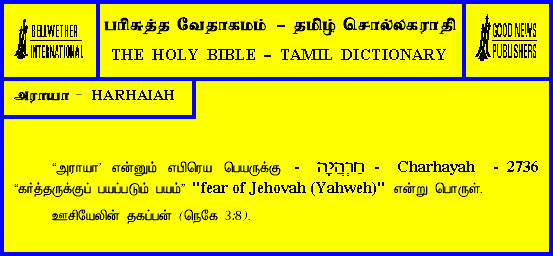 BELLWETHER
INTERNATIONAL
பரிசுத்த வேதாகமம் – தமிழ் சொல்லகராதி
THE HOLY BIBLE – TAMIL DICTIONARY
GOOD NEWS
PUBLISHERS
அராயா – HARHAIAH
“அராயா’ என்னும் எபிரெய பெயருக்கு - חַרְהֲיָה - Charhayah - 2736
“கர்த்தருக்குப் பயப்படும் பயம்” "fear of Jehovah (Yahweh)" என்று பொருள்.
ஊசியேலின் தகப்பன் (நெகே 3:8).